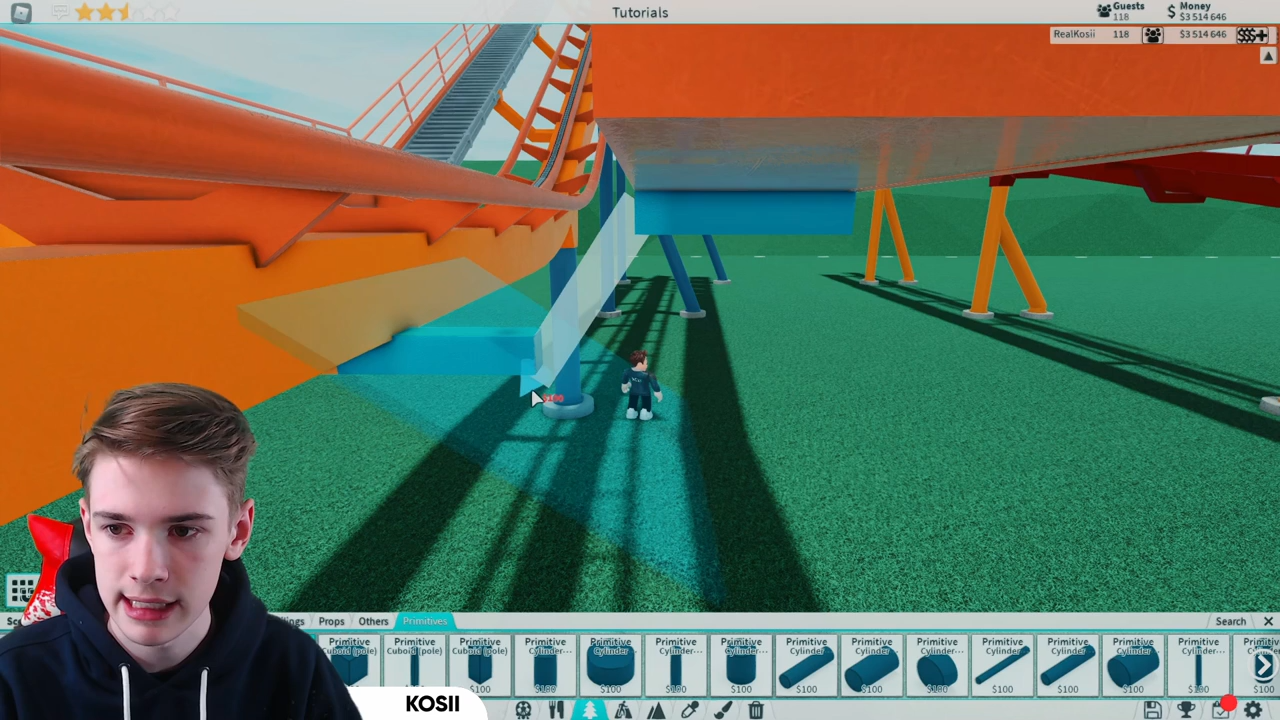 Tutorials
Guests
118
$ Money
$3 514 646
RealKosii 118 $3 514 646 $$$+
$100
Props Others Primitives
Search ✕
Primitive Cuboid (pole)
Primitive Cuboid (pole)
Primitive Cuboid (pole) $100
Primitive Cylinder··· $100
Primitive Cylinder··· $100
Primitive Cylinder··· $100
Primitive Cylinder··· $100
Primitive Cylinder··· $100
Primitive Cylinder··· $100
Primitive Cylinder··· $100
Primitive Cylinder··· $100
Primitive Cylinder··· $100
Primitive Cylinder··· $100
Primitive Cylinder··· $100
$100
KOSII